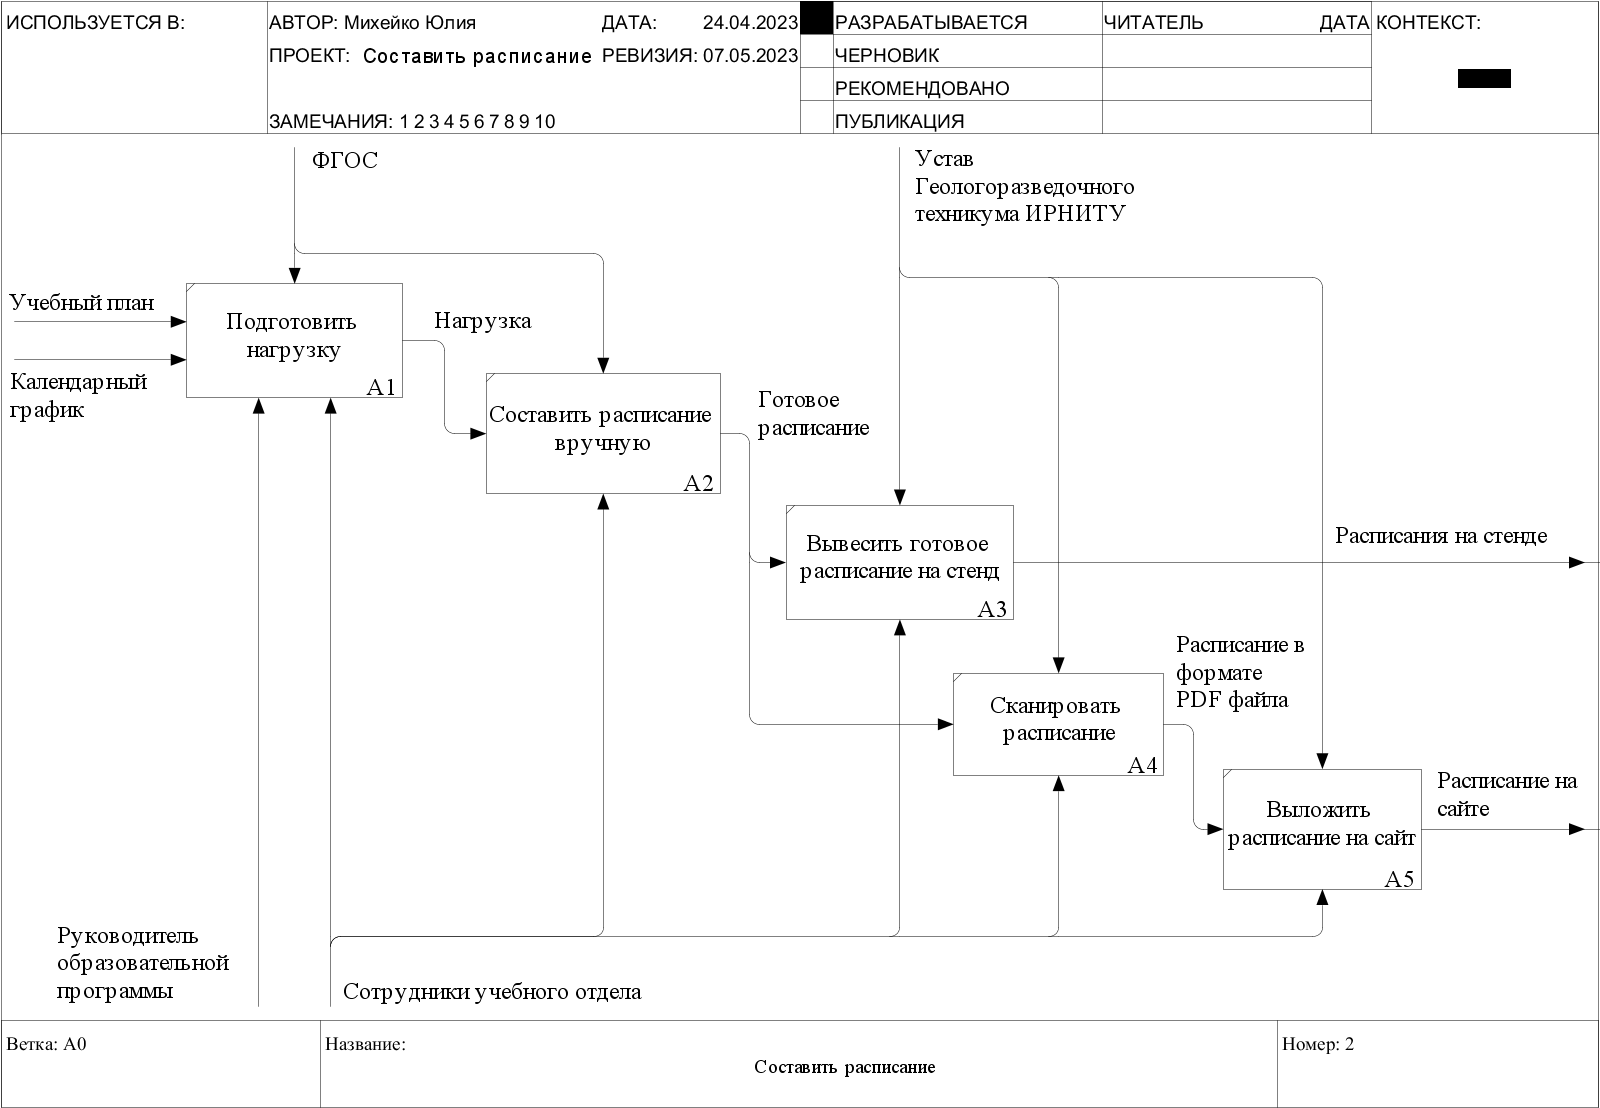 ИСПОЛЬЗУЕТСЯ В:
АВТОР: Михейко Юлия
ДАТА: 24.04.2023
ПРОЕКТ: Составить расписание
РЕВИЗИЯ: 07.05.2023
ЗАМЕЧАНИЯ: 1 2 3 4 5 6 7 8 9 10
РАЗРАБАТЫВАЕТСЯ
ЧЕРНОВИК
РЕКОМЕНДОВАНО
ПУБЛИКАЦИЯ
ЧИТАТЕЛЬ
ДАТА
КОНТЕКСТ:
ФГОС
Устав
Геологоразведочного
техникума ИРНИТУ
Учебный план
Календарный
график
Подготовить
нагрузку
A1
Нагрузка
Составить расписание
вручную
A2
Готовое
расписание
Вывесить готовое
расписание на стенд
A3
Расписания на стенде
Сканировать
расписание
A4
Расписание в
формате
PDF файла
Выложить
расписание на сайт
A5
Расписание на
сайте
Руководитель
образовательной
программы
Сотрудники учебного отдела
Ветка: A0
Название:
Составить расписание
Номер: 2